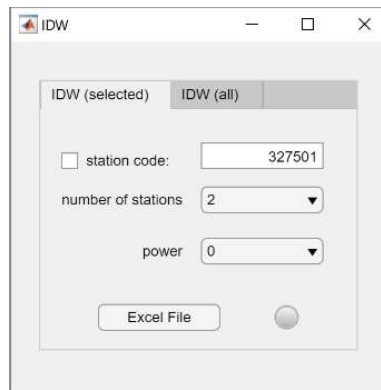 IDW
IDW (selected) IDW (all)
station code: 327501
number of stations 2
power 0
Excel File